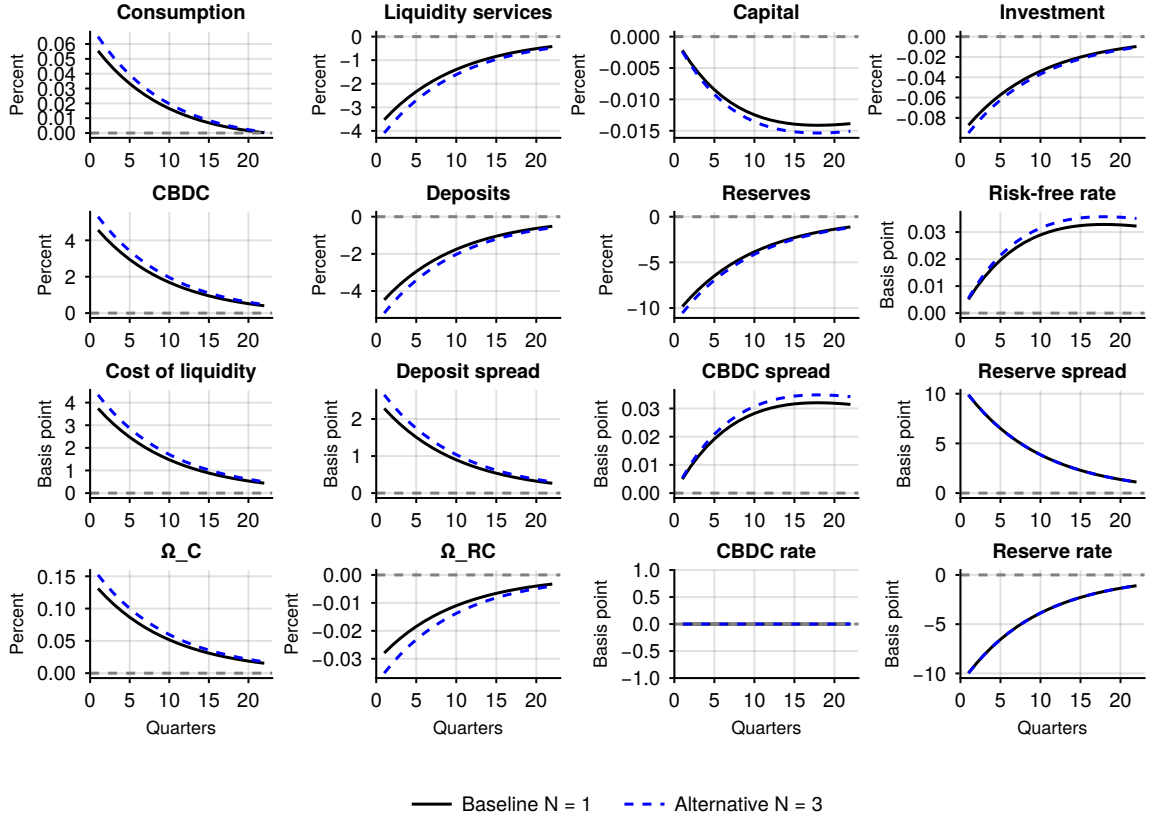 Consumption
Liquidity services
Capital
Investment
Percent
0.06
0.05
0.04
0.03
0.02
0.01
0.00
0 5 10 15 20
Percent
0
−1
−2
−3
−4
0 5 10 15 20
Percent
0.000
−0.005
−0.010
−0.015
0 5 10 15 20
Percent
0.00
−0.02
−0.04
−0.06
−0.08
0 5 10 15 20
CBDC
Deposits
Reserves
Risk-free rate
Percent
4
2
0
0 5 10 15 20
Percent
0
−2
−4
0 5 10 15 20
Percent
0
−5
−10
0 5 10 15 20
Basis point
0.03
0.02
0.01
0.00
0 5 10 15 20
Cost of liquidity
Deposit spread
CBDC spread
Reserve spread
Basis point
4
3
2
1
0
0 5 10 15 20
Basis point
2
1
0
0 5 10 15 20
Basis point
0.03
0.02
0.01
0.00
0 5 10 15 20
Basis point
10
5
0
0 5 10 15 20
Ω_C
Ω_RC
CBDC rate
Reserve rate
Percent
0.15
0.10
0.05
0.00
0 5 10 15 20
Quarters
Percent
0.00
−0.01
−0.02
−0.03
0 5 10 15 20
Quarters
Basis point
1.0
0.5
0.0
−0.5
−1.0
0 5 10 15 20
Quarters
Basis point
0
−5
−10
0 5 10 15 20
Quarters
Baseline N = 1
Alternative N = 3